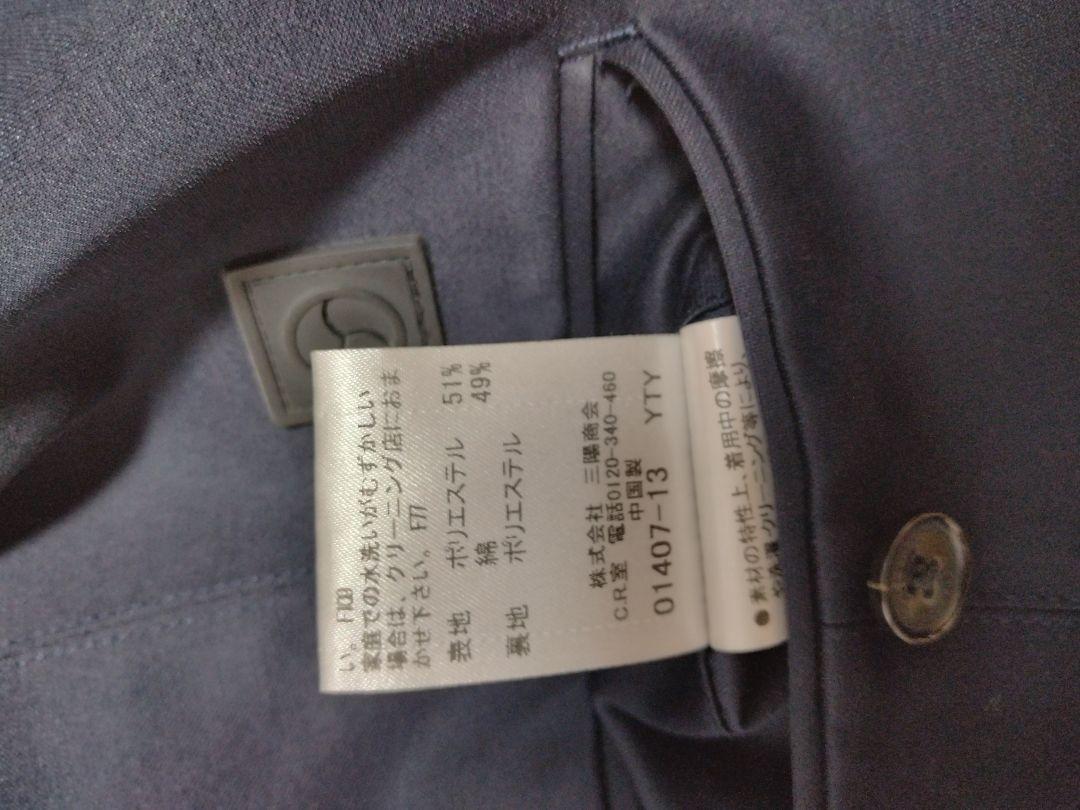 い。 F103
家庭での水洗いがむずかしい
場合は、クリーニング店におま
かせ下さい。 F77
表地 ポリエステル 51%
綿 49%
裏地 ポリエステル
株式会社 三陽商会
C.R室 電話0120-340-460
中国製
01407-13 YTY
●素材の特性上、着用中の摩擦
クリーニング等により、